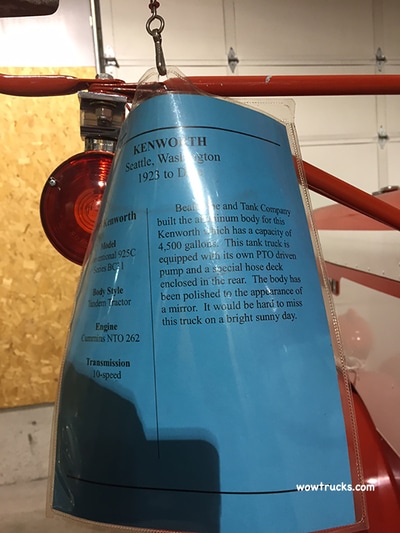 KENWORTH
Seattle, Washington
1923 to
Kenworth
Model
925C
Body Style
Tandem Tractor
Engine
Cummins NTO 262
Transmission
10-speed
and Tank Company
built the aluminum body for this
Kenworth which has a capacity of
4,500 gallons. This tank truck is
equipped with its own PTO driven
pump and a special hose deck
enclosed in the rear. The body has
been polished to the appearance of
a mirror. It would be hard to miss
this truck on a bright sunny day.
wowtrucks.com